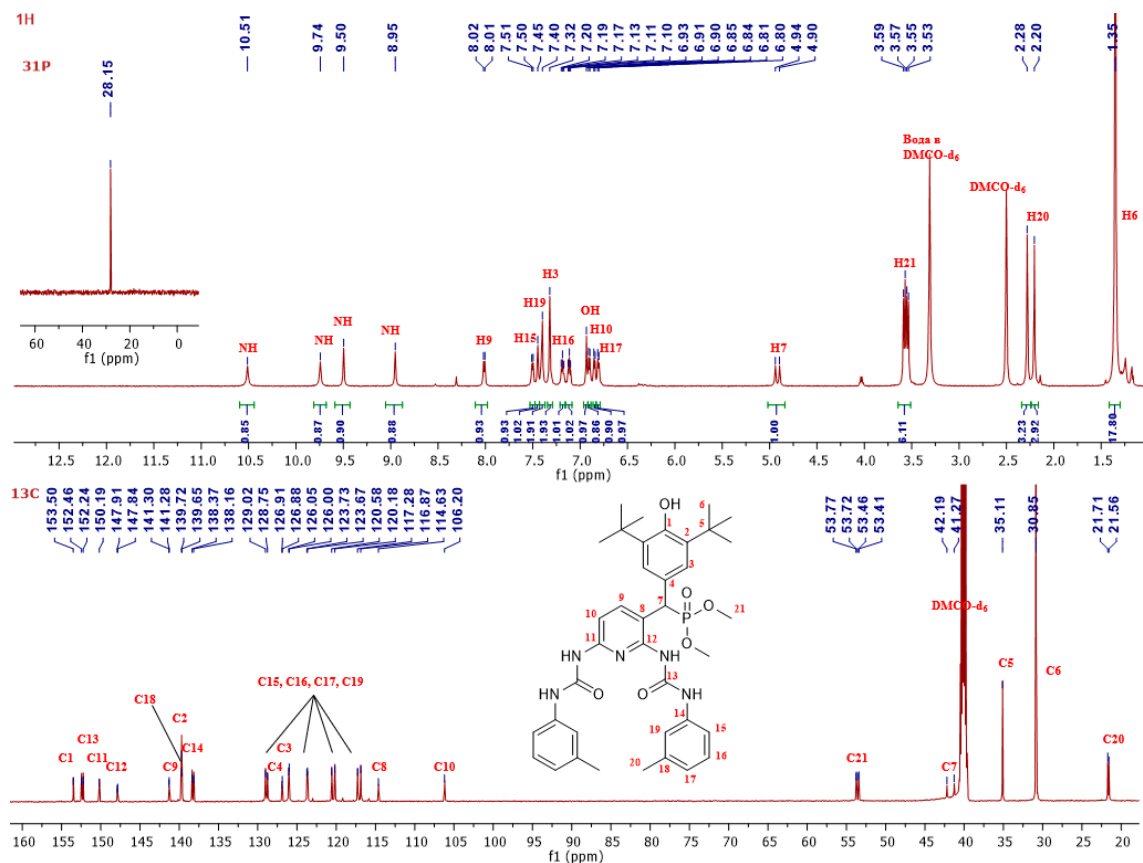 1H
10.51
9.74
9.50
8.95
8.02
8.01
7.51
7.50
7.45
7.40
7.32
7.20
7.19
7.17
7.13
7.11
7.10
6.93
6.91
6.90
6.85
6.84
6.81
6.80
4.94
4.90
3.59
3.57
3.55
3.53
2.28
2.20
1.35
31P
28.15
60 40 20 0
f1 (ppm)
NH
NH
NH
NH
H9
H15
H19
H3
H16
OH
H10
H17
H7
H21
Вода в
DMCO-d6
DMCO-d6
H20
H6
0.85
0.87
0.90
0.88
0.93
0.93
1.02
1.91
1.93
1.01
1.02
0.97
0.86
0.90
0.97
1.00
6.11
3.23
2.92
17.80
12.5 12.0 11.5 11.0 10.5 10.0 9.5 9.0 8.5 8.0 7.5 7.0 6.5 6.0 5.5 5.0 4.5 4.0 3.5 3.0 2.5 2.0 1.5
f1 (ppm)
13C
153.50
152.46
152.24
150.19
147.91
147.84
141.30
141.28
139.72
139.65
138.37
138.16
129.02
128.75
126.91
126.88
126.05
126.00
123.73
123.67
120.58
120.18
117.28
116.87
114.63
106.20
53.77
53.72
53.46
53.41
42.19
41.27
35.11
30.85
21.71
21.56
OH
1
2
3
4
5
6
7
8
9
10
11
12
13
14
15
16
17
18
19
20
21
O
P
O
O
N
NH
NH
HN
HN
O
O
C1
C13
C11
C12
C9
C18
C2
C14
C15, C16, C17, C19
C4
C3
C8
C10
C21
C7
DMCO-d6
C5
C6
C20
160 150 140 130 120 110 100 90 80 70 60 50 40 30 20
f1 (ppm)